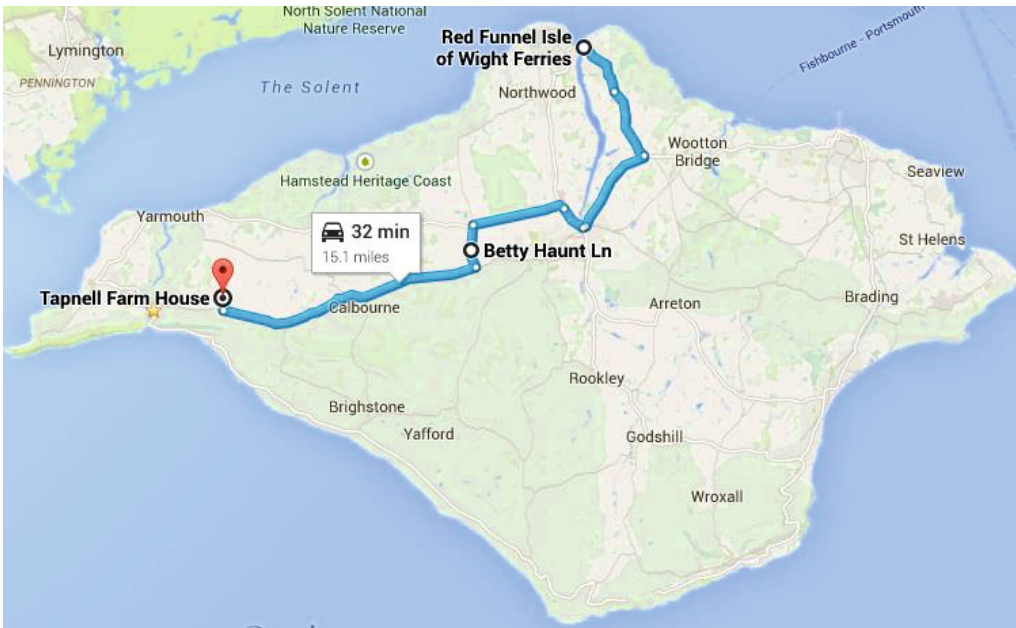 North Solent National
Nature Reserve
Lymington
PENNINGTON
The Solent
Red Funnel Isle
of Wight Ferries
Fishbourne - Portsmouth
Northwood
Wootton
Bridge
Seaview
Hamstead Heritage Coast
Yarmouth
32 min
15.1 miles
Betty Haunt Ln
St Helens
Tapnell Farm House
Calbourne
Arreton
Brading
Rookley
Brighstone
Yafford
Godshill
Wroxall